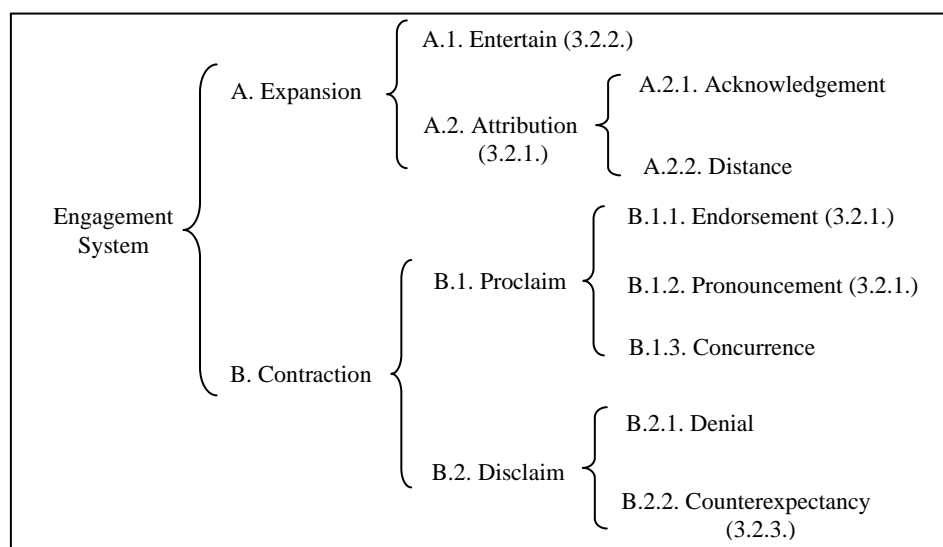 A.1. Entertain (3.2.2.)
A. Expansion
A.2.1. Acknowledgement
A.2. Attribution
(3.2.1.)
A.2.2. Distance
Engagement
System
B.1.1. Endorsement (3.2.1.)
B.1. Proclaim
B.1.2. Pronouncement (3.2.1.)
B.1.3. Concurrence
B. Contraction
B.2.1. Denial
B.2. Disclaim
B.2.2. Counterexpectancy
(3.2.3.)